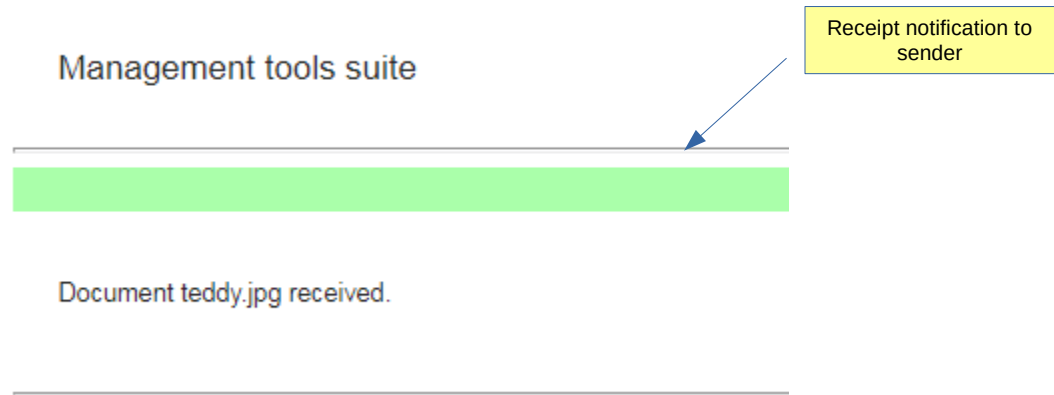 Receipt notification to
sender
Management tools suite
Document teddy.jpg received.